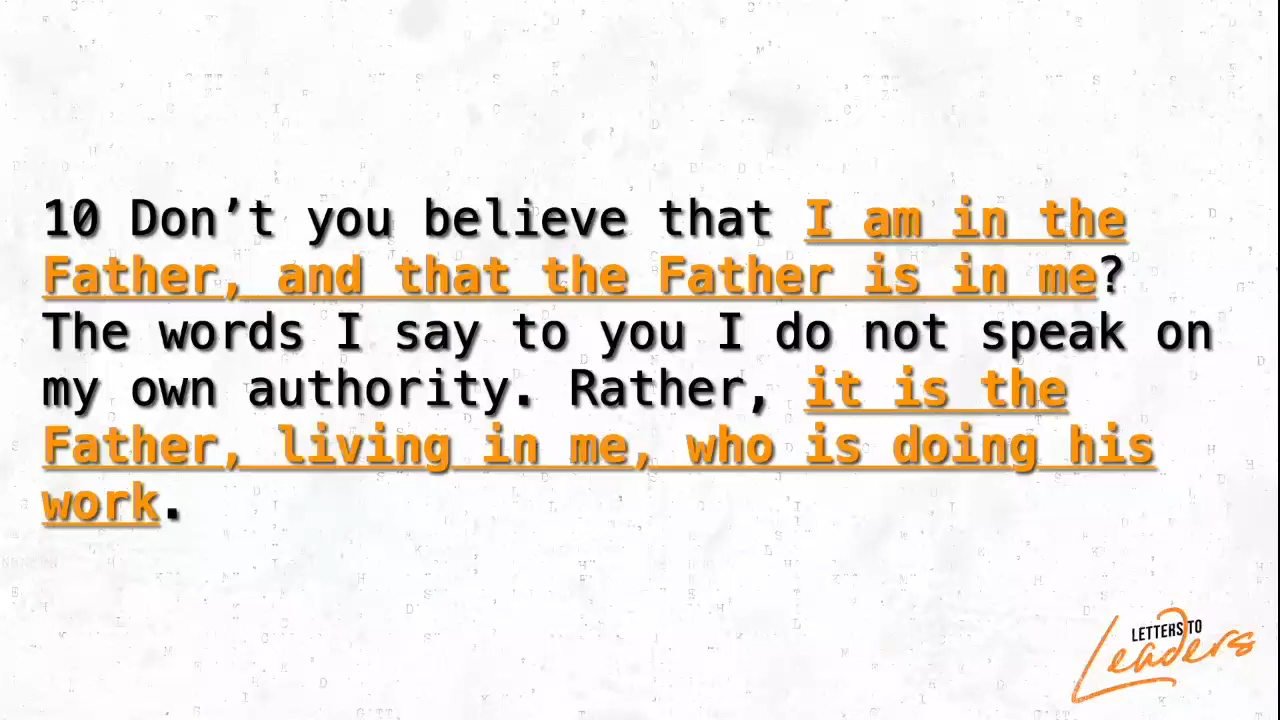 10 Don’t you believe that I am in the
Father, and that the Father is in me?
The words I say to you I do not speak on
my own authority. Rather, it is the
Father, living in me, who is doing his
work.
LETTERS TO
Leaders